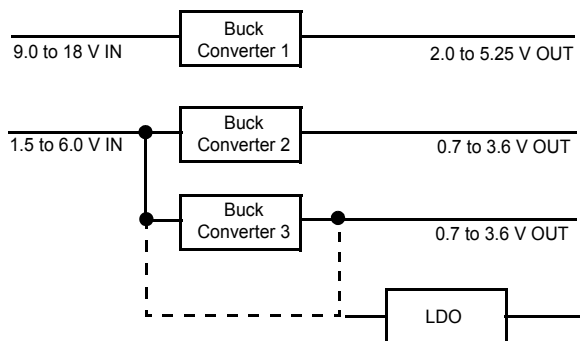 Buck
Converter 1
9.0 to 18 V IN
2.0 to 5.25 V OUT
Buck
Converter 2
1.5 to 6.0 V IN
0.7 to 3.6 V OUT
Buck
Converter 3
0.7 to 3.6 V OUT
LDO